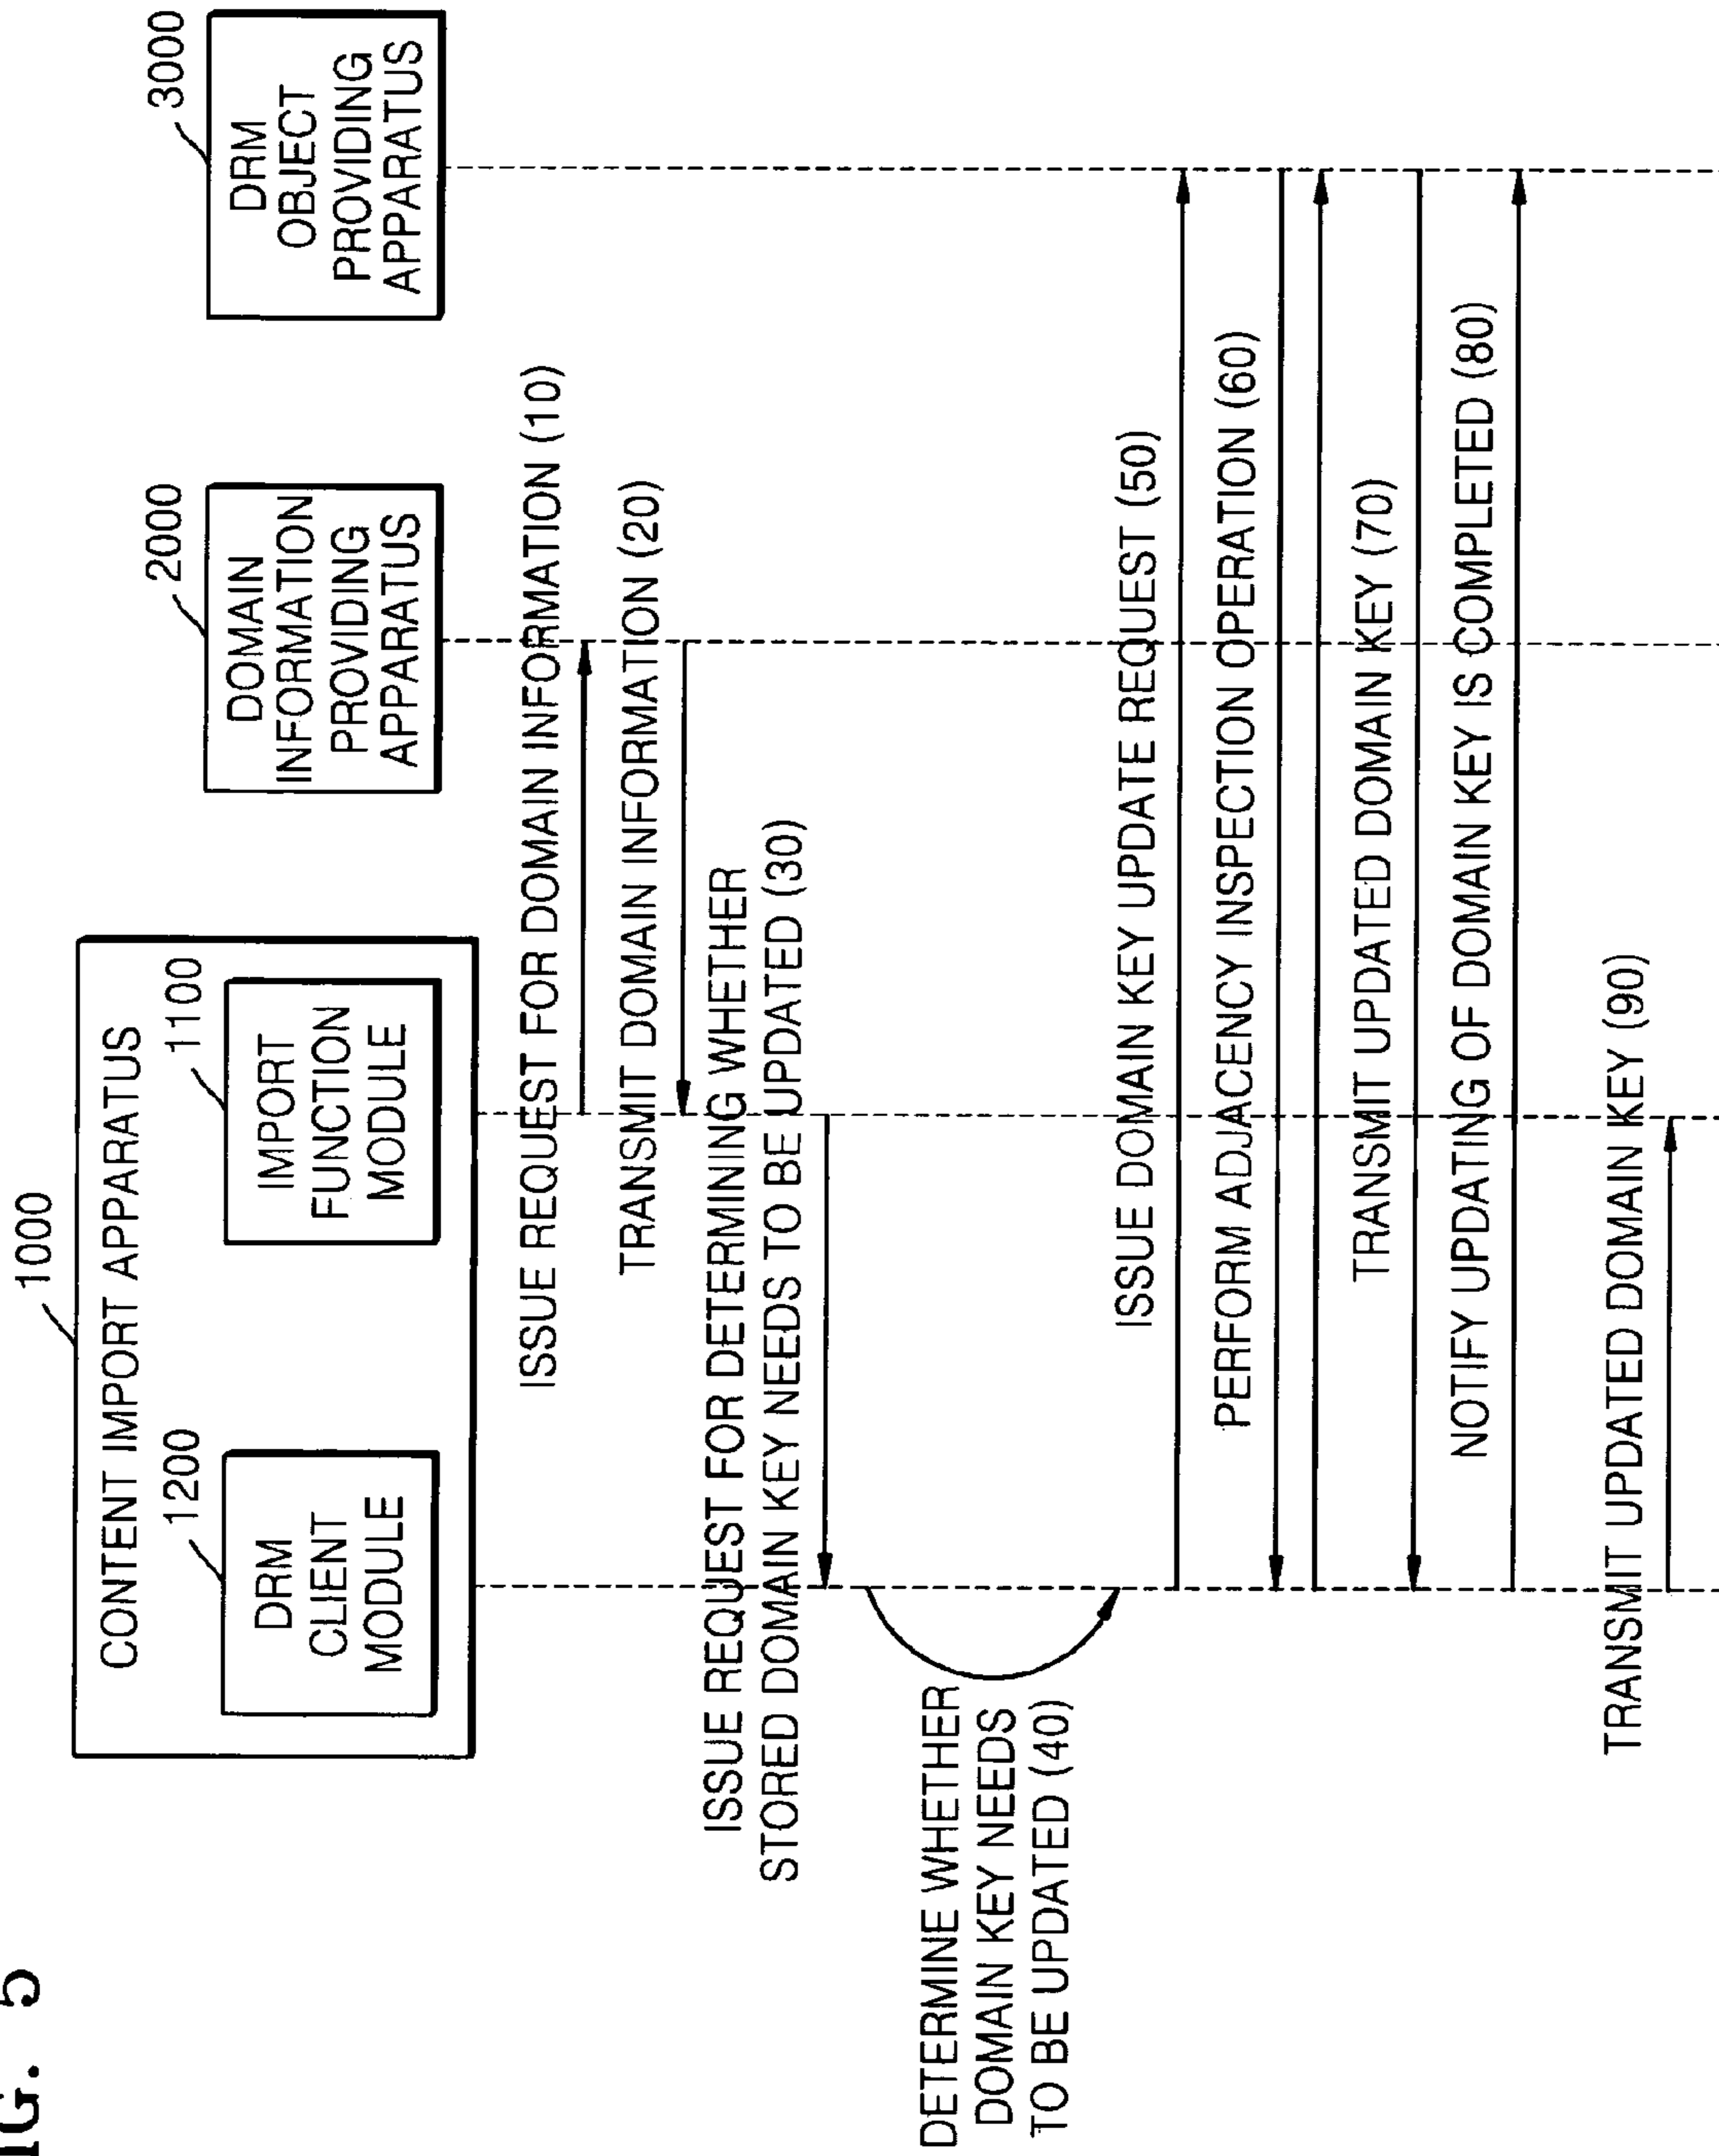 IG. 5
1000
CONTENT IMPORT APPARATUS
1200
DRM
CLIENT
MODULE
1100
IMPORT
FUNCTION
MODULE
2000
DOMAIN
INFORMATION
PROVIDING
APPARATUS
3000
DRM
OBJECT
PROVIDING
APPARATUS
ISSUE REQUEST FOR DOMAIN INFORMATION (10)
TRANSMIT DOMAIN INFORMATION (20)
ISSUE REQUEST FOR DETERMINING WHETHER
STORED DOMAIN KEY NEEDS TO BE UPDATED (30)
DETERMINE WHETHER
DOMAIN KEY NEEDS
TO BE UPDATED (40)
ISSUE DOMAIN KEY UPDATE REQUEST (50)
PERFORM ADJACENCY INSPECTION OPERATION (60)
TRANSMIT UPDATED DOMAIN KEY (70)
NOTIFY UPDATING OF DOMAIN KEY IS COMPLETED (80)
TRANSMIT UPDATED DOMAIN KEY (90)